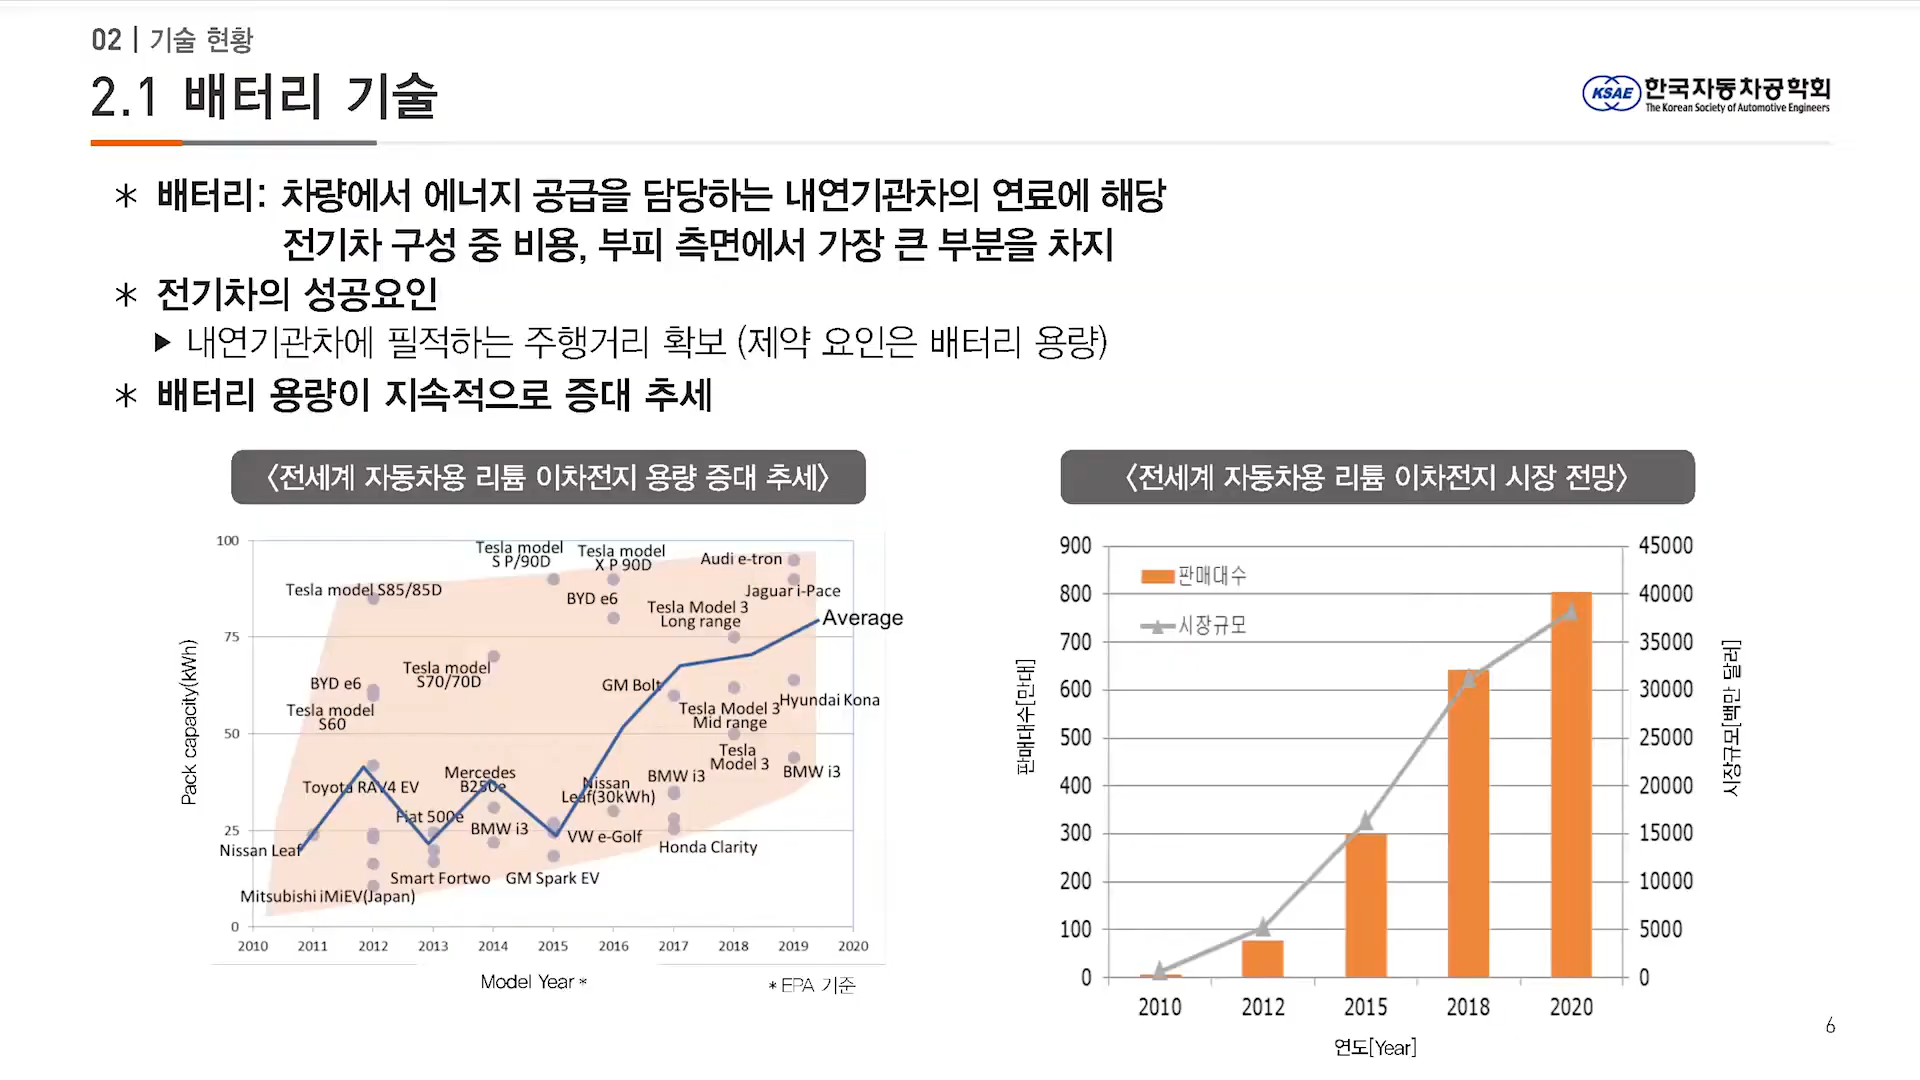 02 | 기술 현황
2.1 배터리 기술
KSAE 한국자동차공학회
The Korean Society of Automotive Engineers
* 배터리: 차량에서 에너지 공급을 담당하는 내연기관차의 연료에 해당
전기차 구성 중 비용, 부피 측면에서 가장 큰 부분을 차지
* 전기차의 성공요인
▶ 내연기관차에 필적하는 주행거리 확보 (제약 요인은 배터리 용량)
* 배터리 용량이 지속적으로 증대 추세
〈전세계 자동차용 리튬 이차전지 용량 증대 추세〉
Pack capacity(kWh)
100
75
50
25
0
Tesla model
S P/90D
Tesla model
X P 90D
Audi e-tron
Tesla model S85/85D
BYD e6
Jaguar i-Pace
Tesla Model 3
Long range
Average
Tesla model
S70/70D
BYD e6
GM Bolt
Tesla model
S60
Tesla Model 3
Mid range
Hyundai Kona
Tesla
Model 3
Toyota RAV4 EV
Mercedes
B250e
Nissan
Leaf(30kWh)
BMW i3
BMW i3
Fiat 500e
BMW i3
VW e-Golf
Honda Clarity
Nissan Leaf
Smart Fortwo
GM Spark EV
Mitsubishi iMiEV(Japan)
2010 2011 2012 2013 2014 2015 2016 2017 2018 2019 2020
Model Year *
* EPA 기준
〈전세계 자동차용 리튬 이차전지 시장 전망〉
판매대수[만대]
900
800
700
600
500
400
300
200
100
0
판매대수
시장규모
45000
40000
35000
30000
25000
20000
15000
10000
5000
0
시장규모[백만 달러]
2010 2012 2015 2018 2020
연도[Year]
6